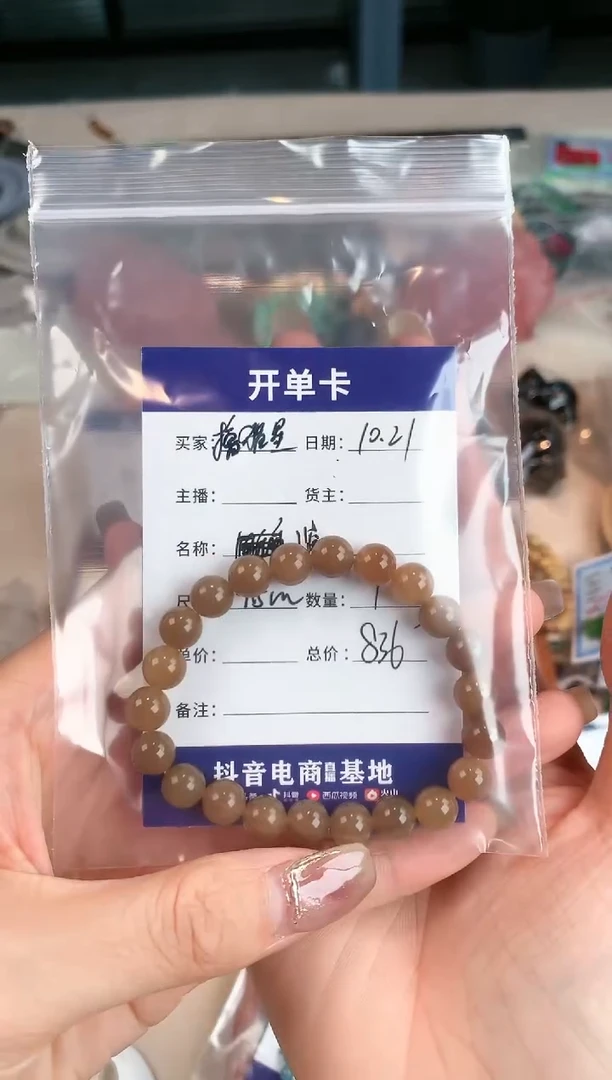 开单卡
买家: 日期: 10.21
主播: 货主:
名称:
数量: 1
单价: 总价: 836
备注:
抖音电商直播基地
抖音 西瓜视频 火山